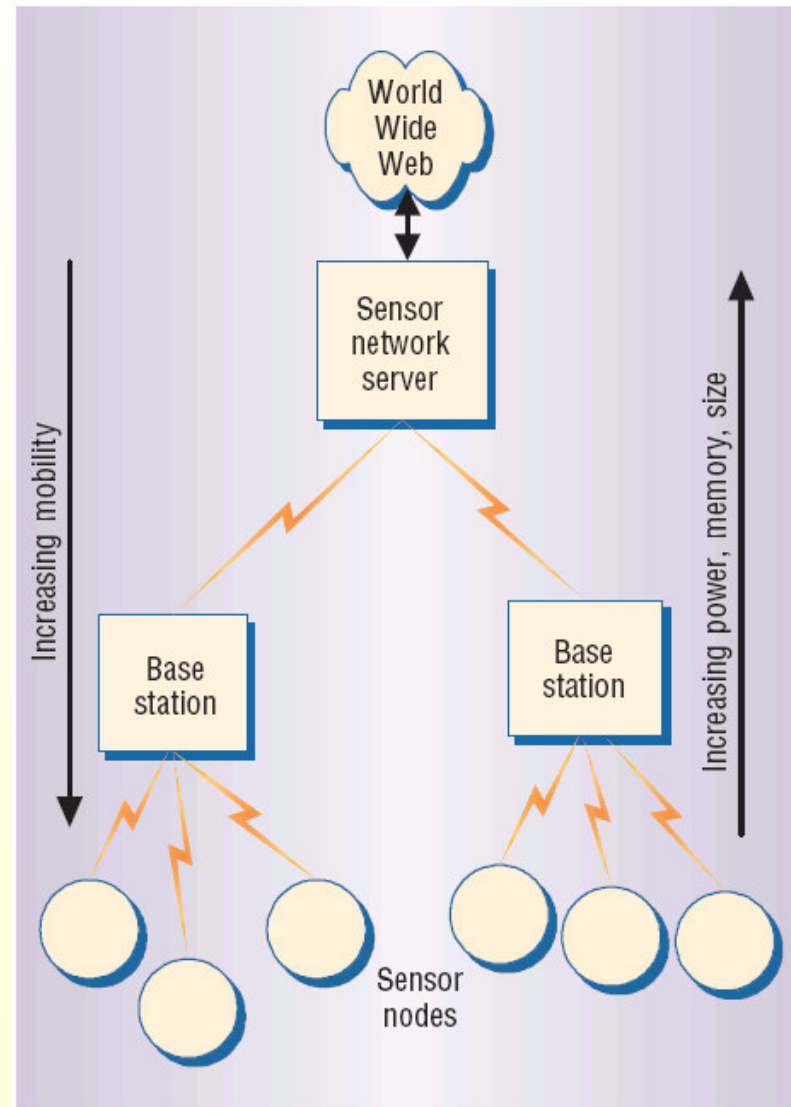 World
Wide
Web
Sensor
network
server
Increasing mobility
Increasing power, memory, size
Base
station
Base
station
Sensor
nodes